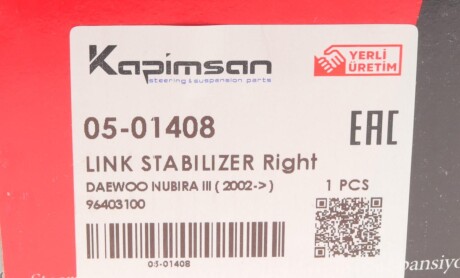 Kapimsan
steering & suspension parts
YERLİ
ÜRETİM
05-01408
EAC
LINK STABILIZER Right
DAEWOO NUBIRA III ( 2002-> )
1 PCS
96403100
05-01408